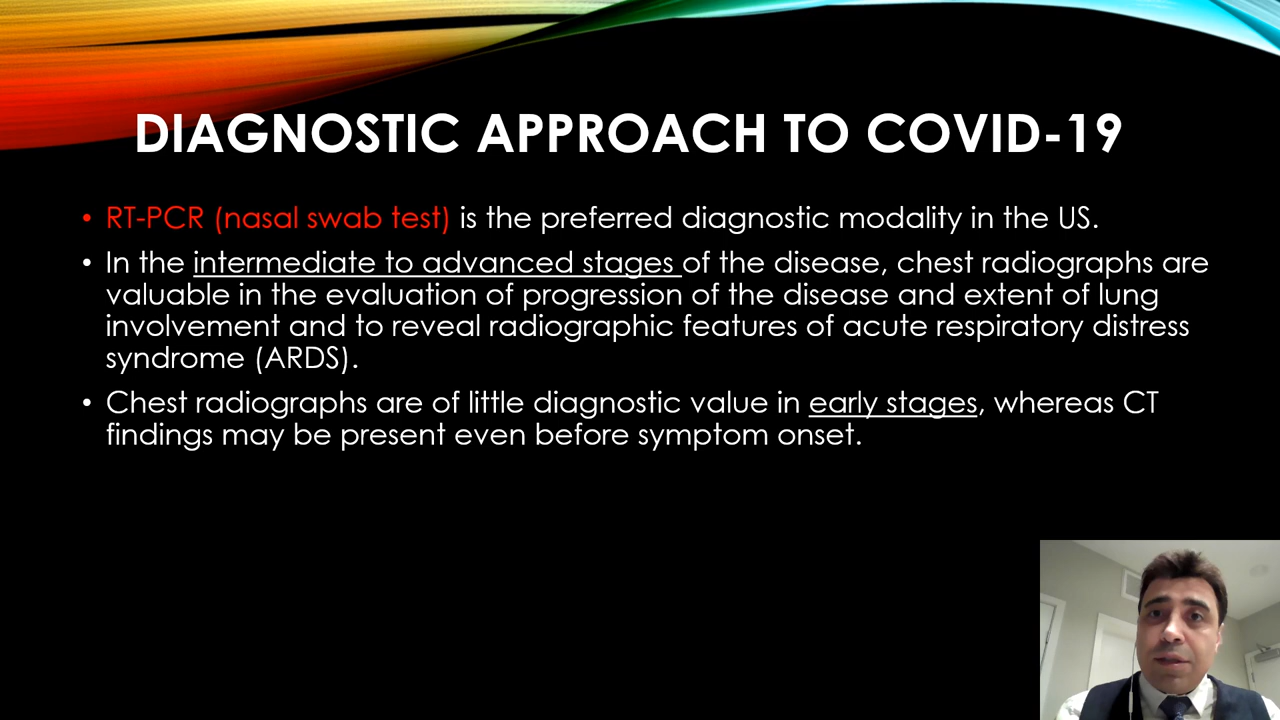 DIAGNOSTIC APPROACH TO COVID-19
• RT-PCR (nasal swab test) is the preferred diagnostic modality in the US.
• In the intermediate to advanced stages of the disease, chest radiographs are
valuable in the evaluation of progression of the disease and extent of lung
involvement and to reveal radiographic features of acute respiratory distress
syndrome (ARDS).
• Chest radiographs are of little diagnostic value in early stages, whereas CT
findings may be present even before symptom onset.